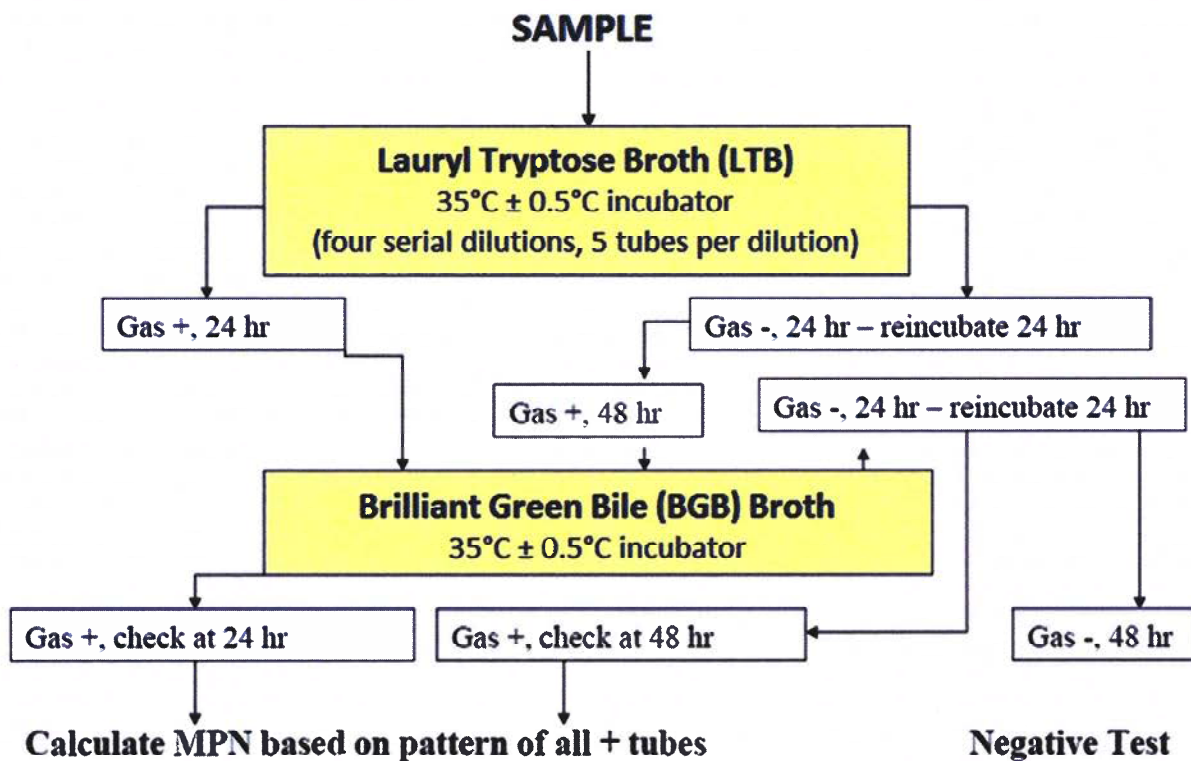 SAMPLE
Lauryl Tryptose Broth (LTB)
35°C ± 0.5°C incubator
(four serial dilutions, 5 tubes per dilution)
Gas +, 24 hr
Gas -, 24 hr – reincubate 24 hr
Gas +, 48 hr
Gas -, 24 hr – reincubate 24 hr
Brilliant Green Bile (BGB) Broth
35°C ± 0.5°C incubator
Gas +, check at 24 hr
Gas +, check at 48 hr
Gas -, 48 hr
Calculate MPN based on pattern of all + tubes
Negative Test